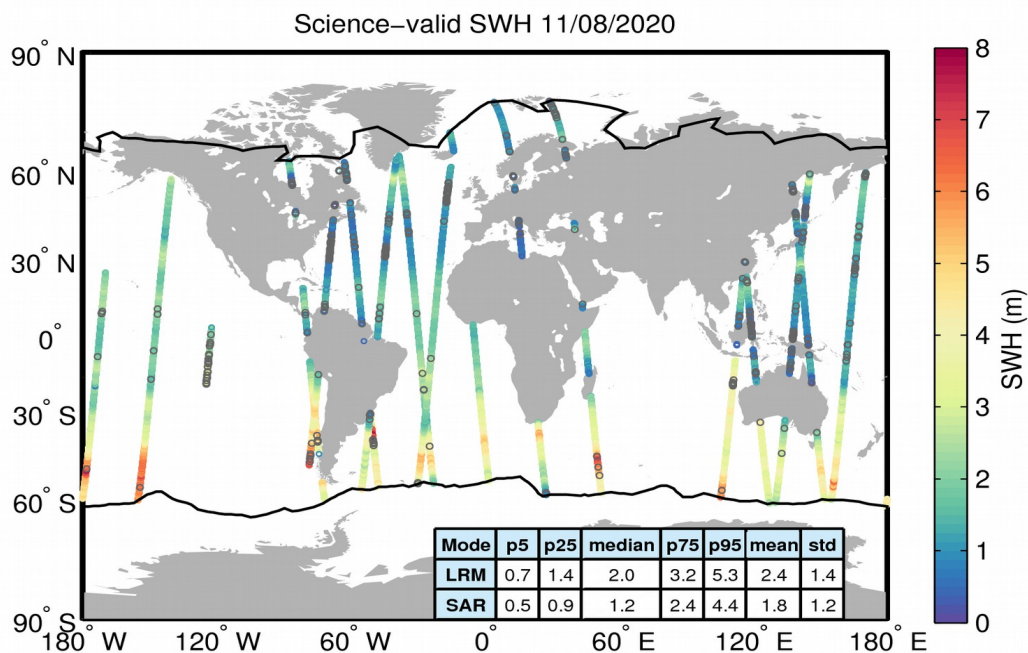 Science−valid SWH 11/08/2020
90° N
60° N
30° N
0°
30° S
60° S
90° S
180° W
120° W
60° W
0°
60° E
120° E
180° E
8
7
6
5
4
3
2
1
0
SWH (m)
Mode p5 p25 median p75 p95 mean std
LRM 0.7 1.4 2.0 3.2 5.3 2.4 1.4
SAR 0.5 0.9 1.2 2.4 4.4 1.8 1.2